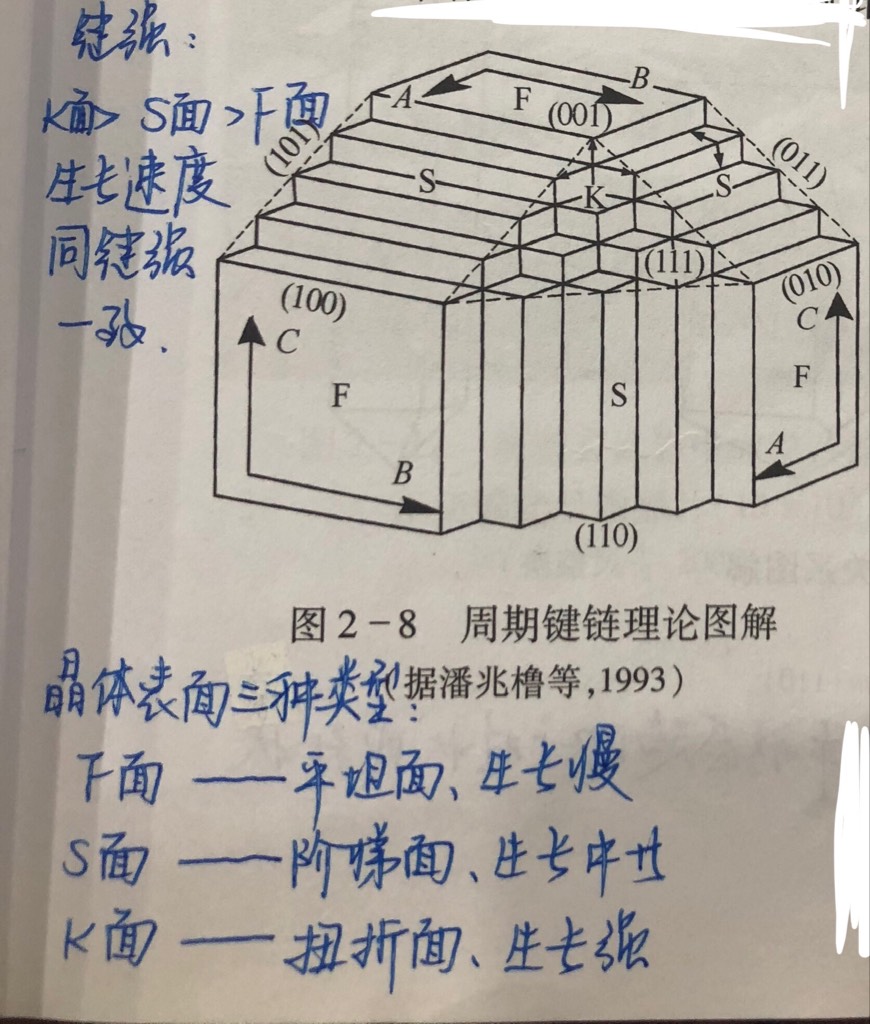 键强：
K面> S面 >F面
生长速度
同键强
一致.
A
F
B
(001)
(101)
S
K
S
(011)
(111)
(100)
(010)
C
C
F
S
F
B
A
(110)
图 2－8 周期键链理论图解
(据潘兆橹等,1993)
晶体表面三种类型：
F面 —— 平坦面、生长慢
S面 —— 阶梯面、生长中性
K面 —— 扭折面、生长强